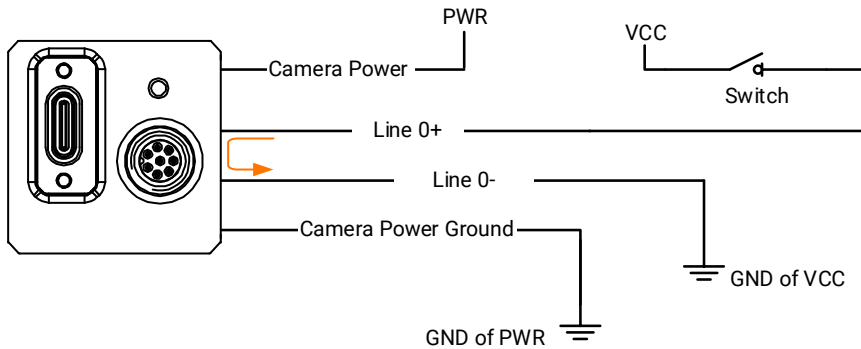 PWR
VCC
Camera Power
Switch
Line 0+
Line 0-
Camera Power Ground
GND of VCC
GND of PWR